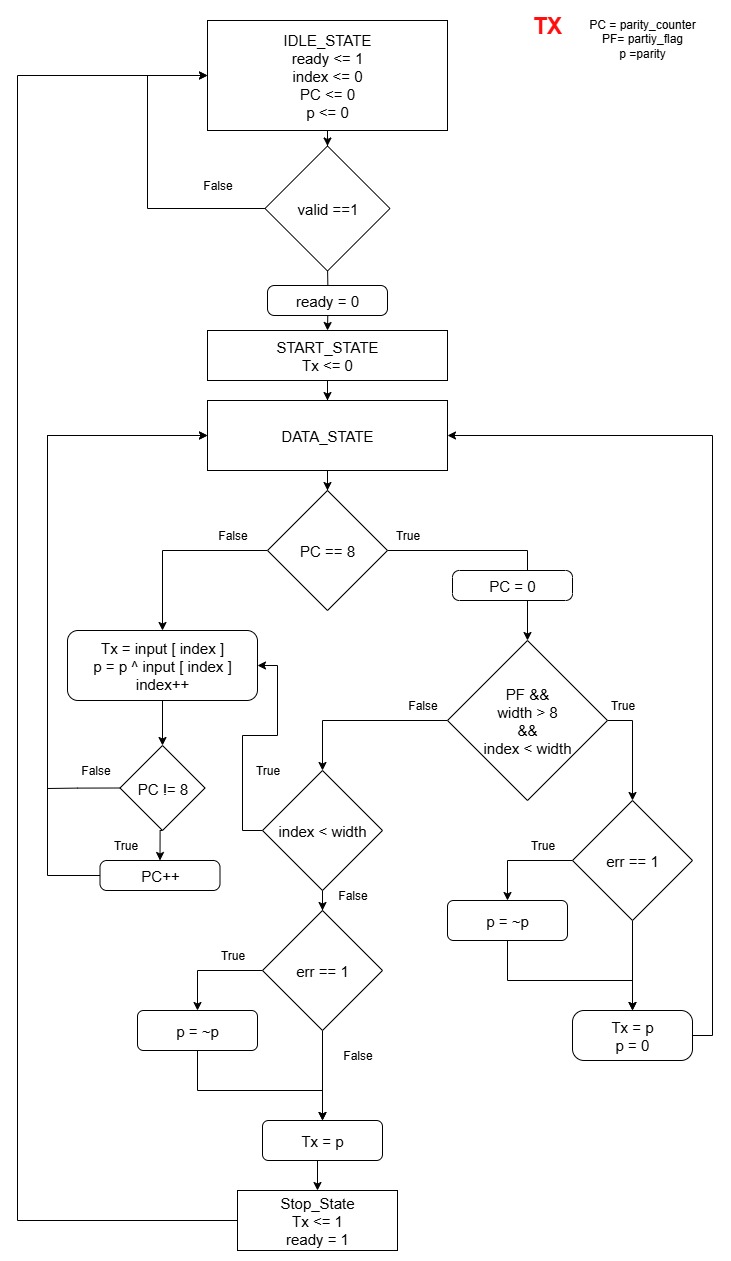 TX
PC = parity_counter
PF= partiy_flag
p =parity
IDLE_STATE
ready <= 1
index <= 0
PC <= 0
p <= 0
False
valid ==1
ready = 0
START_STATE
Tx <= 0
DATA_STATE
False
PC == 8
True
PC = 0
Tx = input [ index ]
p = p ^ input [ index ]
index++
False
PF &&
width > 8
&&
index < width
True
False
PC != 8
True
True
PC++
index < width
False
True
err == 1
p = ~p
True
err == 1
p = ~p
False
Tx = p
p = 0
Tx = p
Stop_State
Tx <= 1
ready = 1